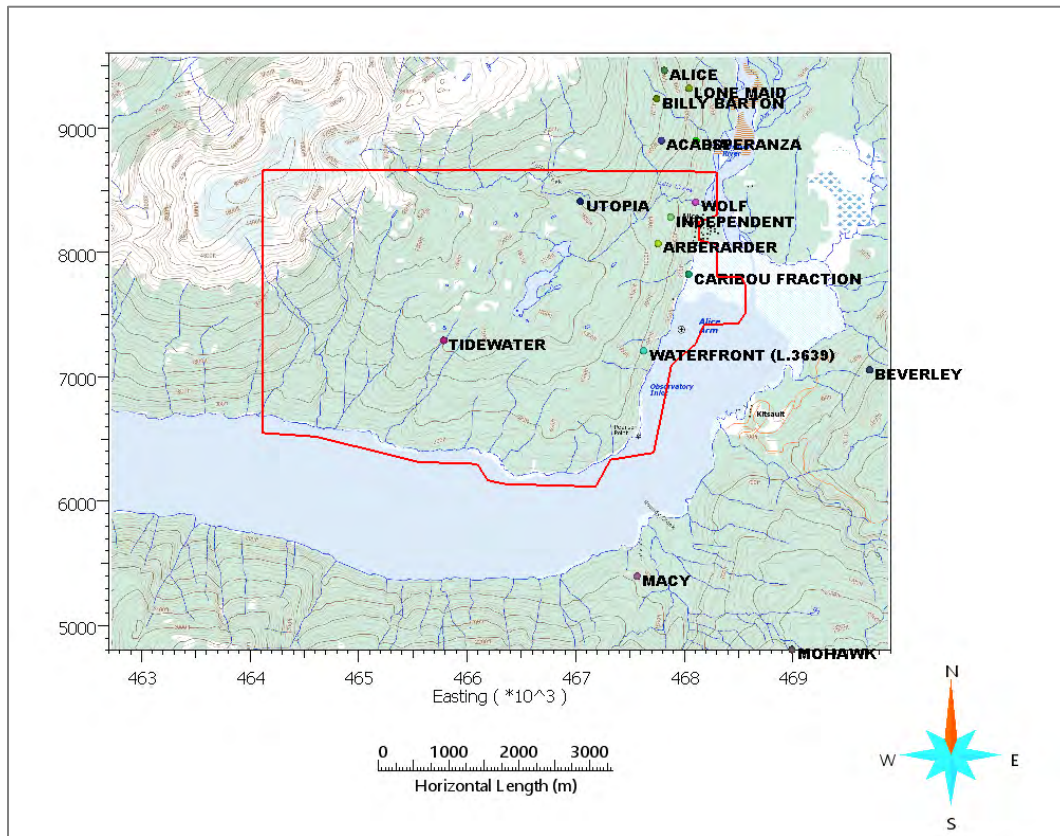 ALICE
LONE MAID
BILLY BARTON
9000
ACADIA
ESPERANZA
River
UTOPIA
WOLF
INDEPENDENT
8000
ARBERARDER
CARIBOU FRACTION
Alice
Arm
TIDEWATER
WATERFRONT (L.3639)
7000
BEVERLEY
Observatory
Inlet
Kitsault
Point
6000
MACY
5000
MOHAWK
463 464 465 466 467 468 469
Easting ( *10^3 )
N
0 1000 2000 3000
W E
Horizontal Length (m)
S